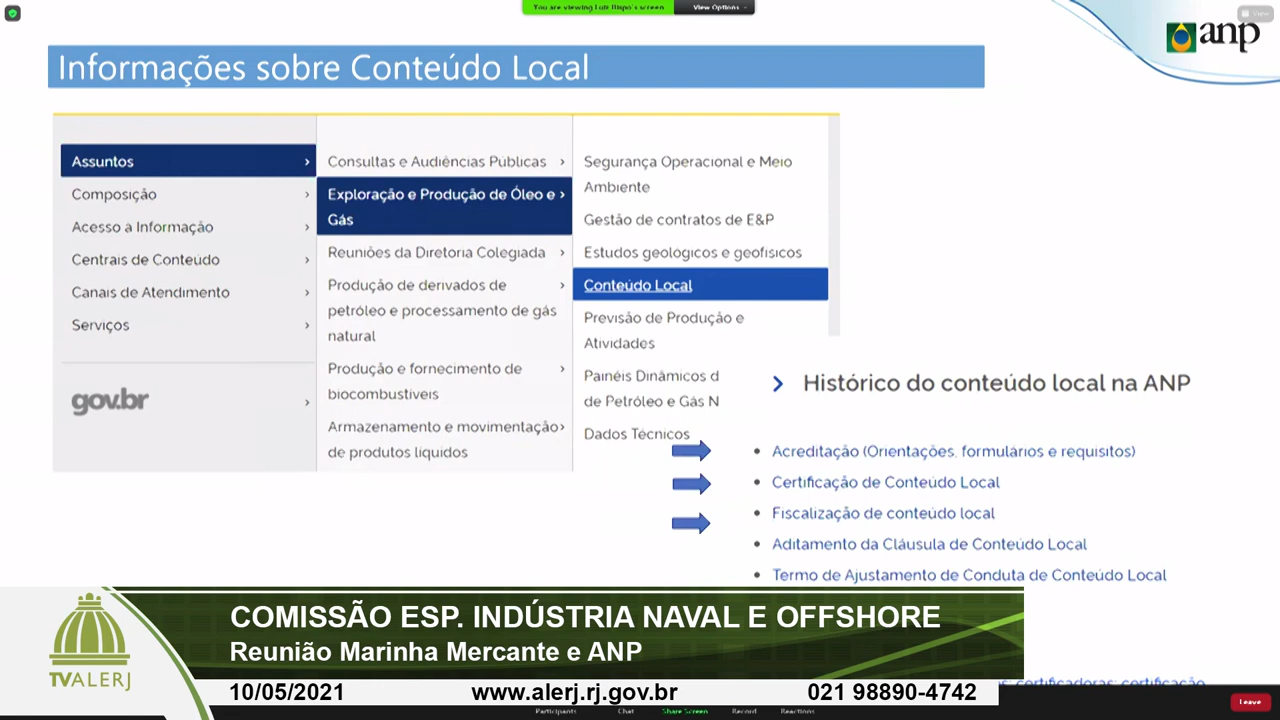 You are viewing Luiz Bispo's screen
View Options
View
anp
Informações sobre Conteúdo Local
Assuntos
Composição
Acesso à Informação
Centrais de Conteúdo
Canais de Atendimento
Serviços
gov.br
Consultas e Audiências Públicas
Exploração e Produção de Óleo e
Gás
Reuniões da Diretoria Colegiada
Produção de derivados de
petróleo e processamento de gás
natural
Produção e fornecimento de
biocombustíveis
Armazenamento e movimentação
de produtos líquidos
Segurança Operacional e Meio
Ambiente
Gestão de contratos de E&P
Estudos geológicos e geofísicos
Conteúdo Local
Previsão de Produção e
Atividades
Painéis Dinâmicos d
de Petróleo e Gás N
Dados Técnicos
Histórico do conteúdo local na ANP
• Acreditação (Orientações, formulários e requisitos)
• Certificação de Conteúdo Local
• Fiscalização de conteúdo local
• Aditamento da Cláusula de Conteúdo Local
• Termo de Ajustamento de Conduta de Conteúdo Local
certificadoras; certificação
COMISSÃO ESP. INDÚSTRIA NAVAL E OFFSHORE
Reunião Marinha Mercante e ANP
TVALERJ
10/05/2021 www.alerj.rj.gov.br 021 98890-4742
Participants Chat Share Screen Record Reactions
Leave